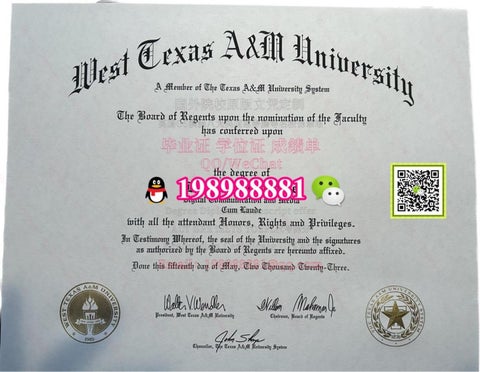 West Texas A&M University
A Member of The Texas A&M University System
The Board of Regents upon the nomination of the Faculty
has conferred upon
毕业证 学位证 成绩单
QQ/WeChat
the degree of
198988881
Digital Communication and Media
Cum Laude
with all the attendant Honors, Rights and Privileges.
In Testimony Whereof, the seal of the University and the signatures
as authorized by the Board of Regents are hereunto affixed.
Done this fifteenth day of May, Two Thousand Twenty-Three.
President, West Texas A&M University
Chairman, Board of Regents
Chancellor, The Texas A&M University System
WEST TEXAS A&M UNIVERSITY